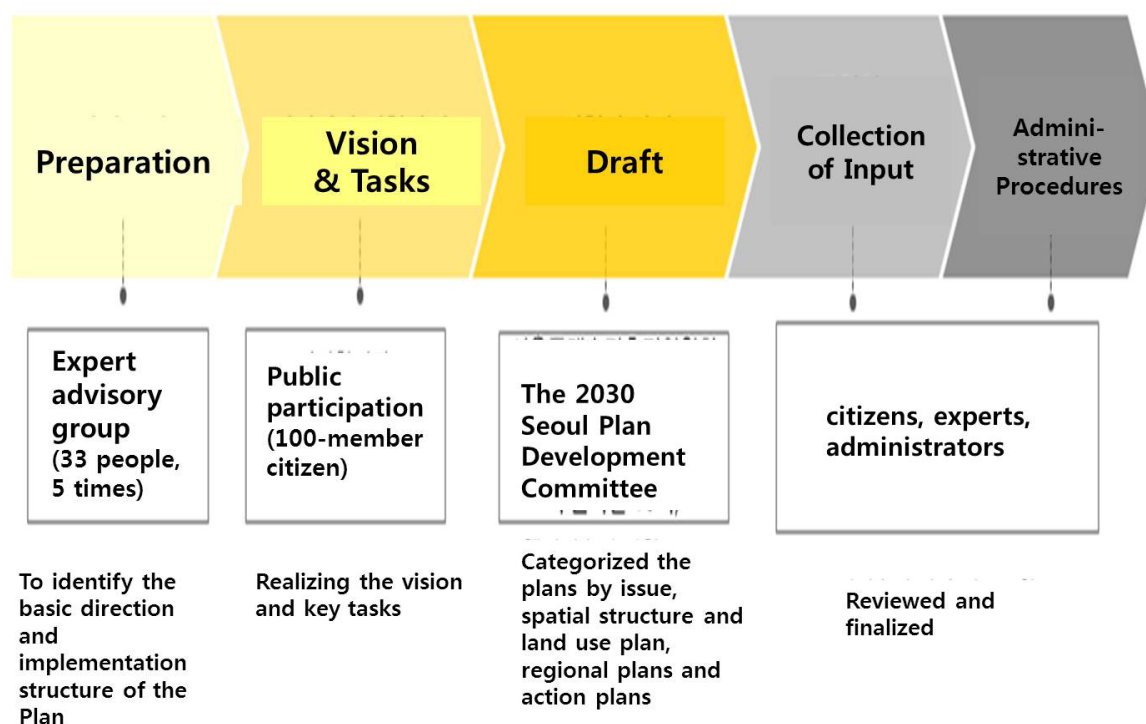 Preparation
Vision
& Tasks
Draft
Collection
of Input
Admini-
strative
Procedures
Expert
advisory
group
(33 people,
5 times)
Public
participation
(100-member
citizen)
The 2030
Seoul Plan
Development
Committee
citizens, experts,
administrators
To identify the
basic direction
and
implementation
structure of the
Plan
Realizing the vision
and key tasks
Categorized the
plans by issue,
spatial structure and
land use plan,
regional plans and
action plans
Reviewed and
finalized